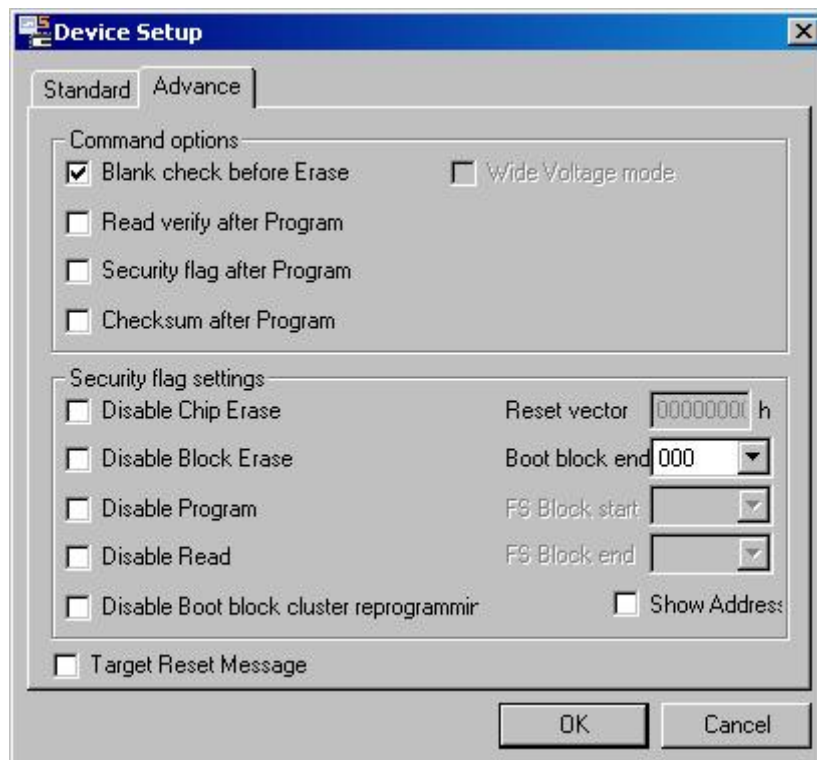 Device Setup
Standard Advance
Command options
Blank check before Erase Wide Voltage mode
Read verify after Program
Security flag after Program
Checksum after Program
Security flag settings
Disable Chip Erase Reset vector 0000000( h
Disable Block Erase Boot block end 000
Disable Program FS Block start
Disable Read FS Block end
Disable Boot block cluster reprogrammir Show Address
Target Reset Message
OK Cancel